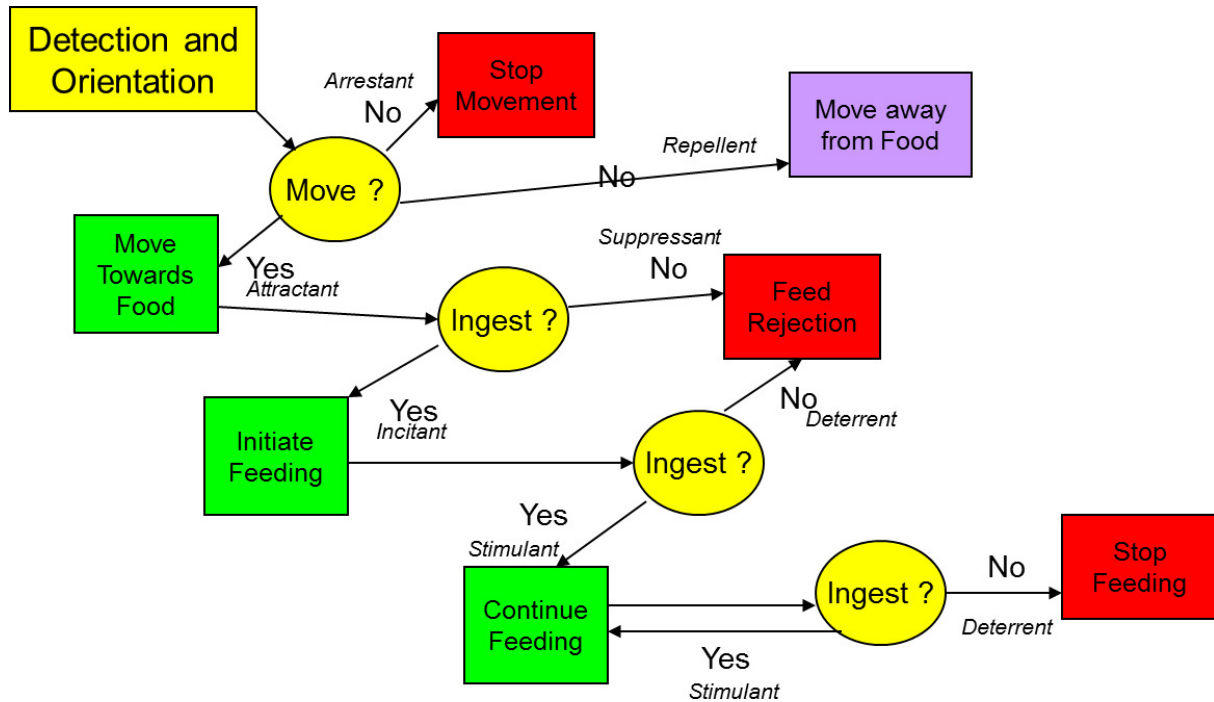 Detection and
Orientation
Arrestant
No
Stop
Movement
Move away
from Food
Repellent
No
Move ?
Move
Towards
Food
Yes
Attractant
Suppressant
No
Ingest ?
Feed
Rejection
Initiate
Feeding
Yes
Incitant
No
Deterrent
Ingest ?
Yes
Stimulant
Continue
Feeding
Ingest ?
No
Deterrent
Stop
Feeding
Yes
Stimulant